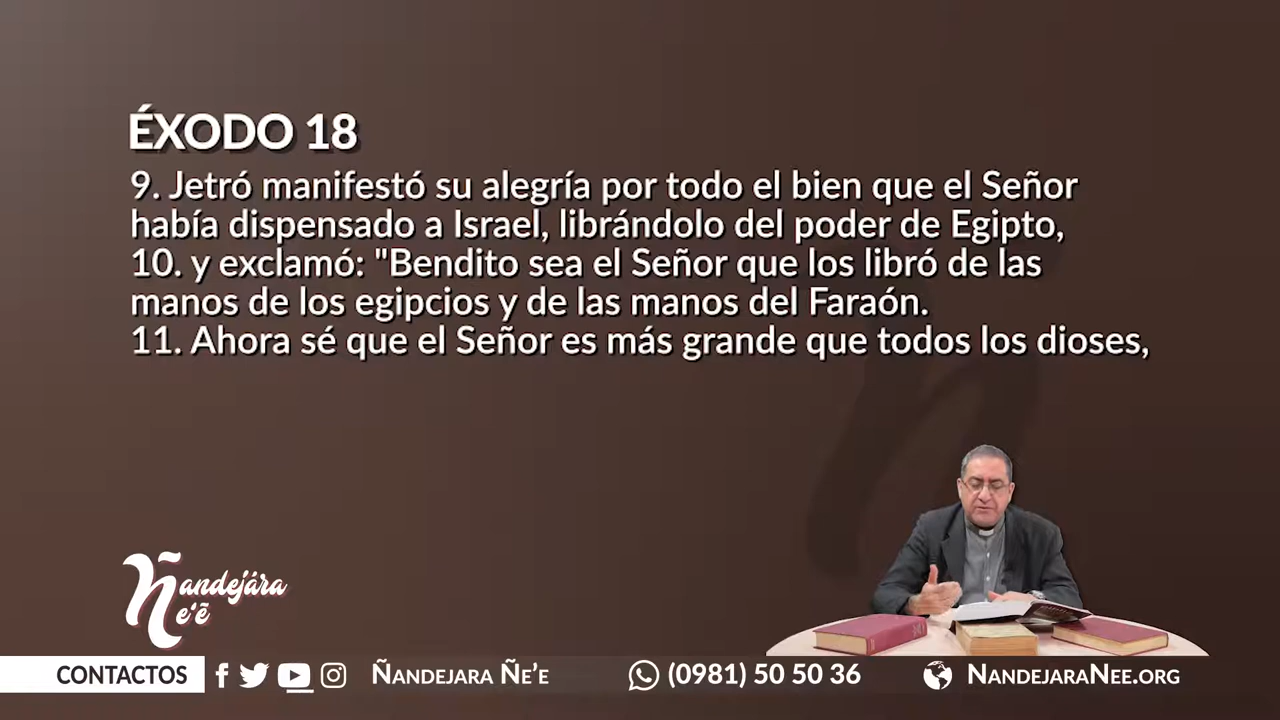 ÉXODO 18
9. Jetró manifestó su alegría por todo el bien que el Señor
había dispensado a Israel, librándolo del poder de Egipto,
10. y exclamó: "Bendito sea el Señor que los libró de las
manos de los egipcios y de las manos del Faraón.
11. Ahora sé que el Señor es más grande que todos los dioses,
Ñandejára
Ñe'ẽ
CONTACTOS
ÑANDEJARA ÑE'E
(0981) 50 50 36
NANDEJARANEE.ORG